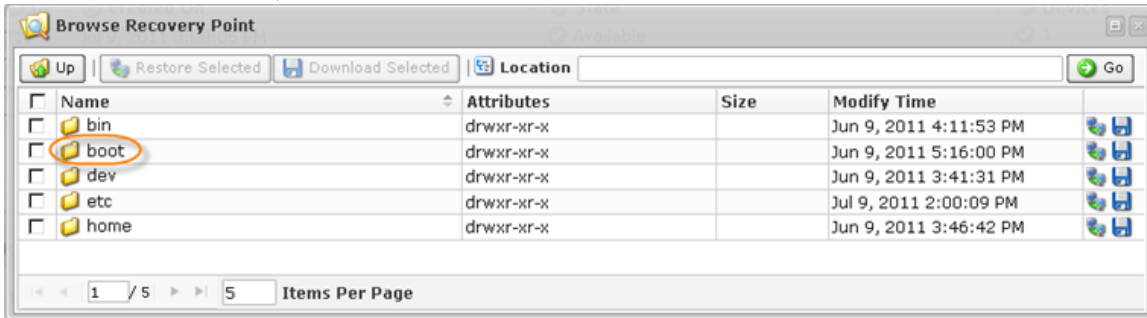 Browse Recovery Point
Up | Restore Selected Download Selected | Location Go
Name Attributes Size Modify Time
bin drwxr-xr-x Jun 9, 2011 4:11:53 PM
boot drwxr-xr-x Jun 9, 2011 5:16:00 PM
dev drwxr-xr-x Jun 9, 2011 3:41:31 PM
etc drwxr-xr-x Jul 9, 2011 2:00:09 PM
home drwxr-xr-x Jun 9, 2011 3:46:42 PM
1 / 5 5 Items Per Page